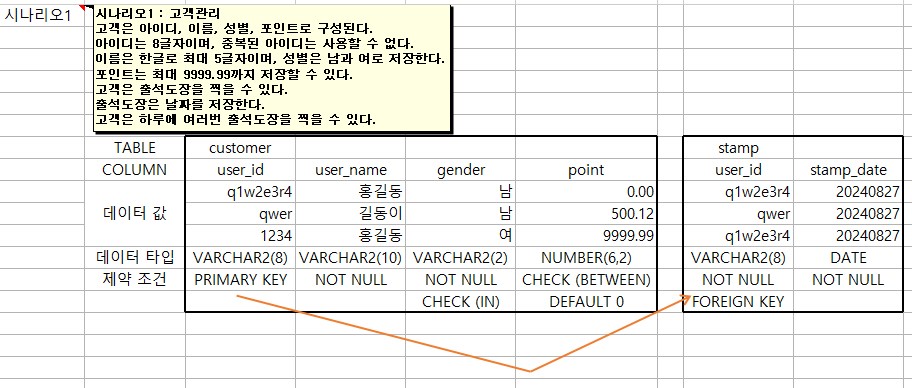 시나리오1
시나리오1 : 고객관리
고객은 아이디, 이름, 성별, 포인트로 구성된다.
아이디는 8글자이며, 중복된 아이디는 사용할 수 없다.
이름은 한글로 최대 5글자이며, 성별은 남과 여로 저장한다.
포인트는 최대 9999.99까지 저장할 수 있다.
고객은 출석도장을 찍을 수 있다.
출석도장은 날짜를 저장한다.
고객은 하루에 여러번 출석도장을 찍을 수 있다.
TABLE customer stamp
COLUMN user_id user_name gender point user_id stamp_date
q1w2e3r4 홍길동 남 0.00 q1w2e3r4 20240827
데이터 값 qwer 길동이 남 500.12 qwer 20240827
1234 홍길동 여 9999.99 q1w2e3r4 20240827
데이터 타입 VARCHAR2(8) VARCHAR2(10) VARCHAR2(2) NUMBER(6,2) VARCHAR2(8) DATE
제약 조건 PRIMARY KEY NOT NULL NOT NULL CHECK (BETWEEN) NOT NULL NOT NULL
CHECK (IN) DEFAULT 0 FOREIGN KEY